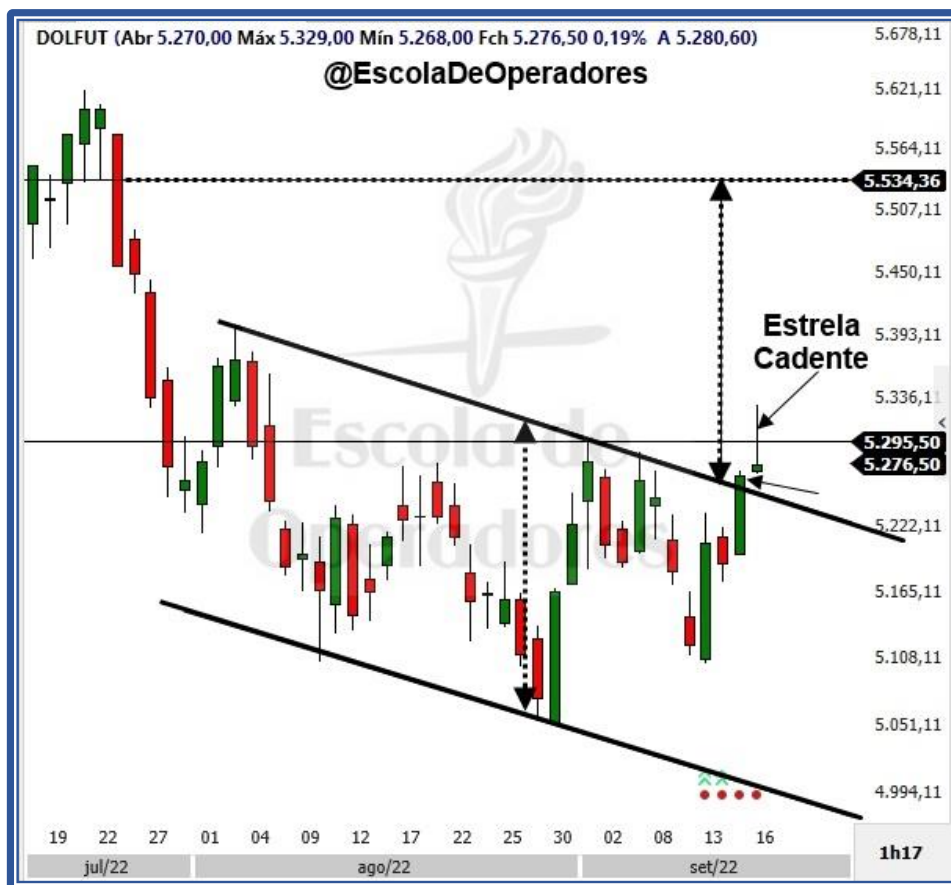 DOLFUT (Abr 5.270,00 Máx 5.329,00 Mín 5.268,00 Fch 5.276,50 0,19% A 5.280,60)
@EscolaDeOperadores
5.678,11
5.621,11
5.564,11
5.534,36
5.507,11
5.450,11
Estrela
Cadente
5.393,11
5.336,11
Escola de
5.295,50
5.276,50
Operadores
5.222,11
5.165,11
5.108,11
5.051,11
4.994,11
19 22 27 01 04 09 12 17 22 25 30 02 08 13 16
jul/22 ago/22 set/22
1h17